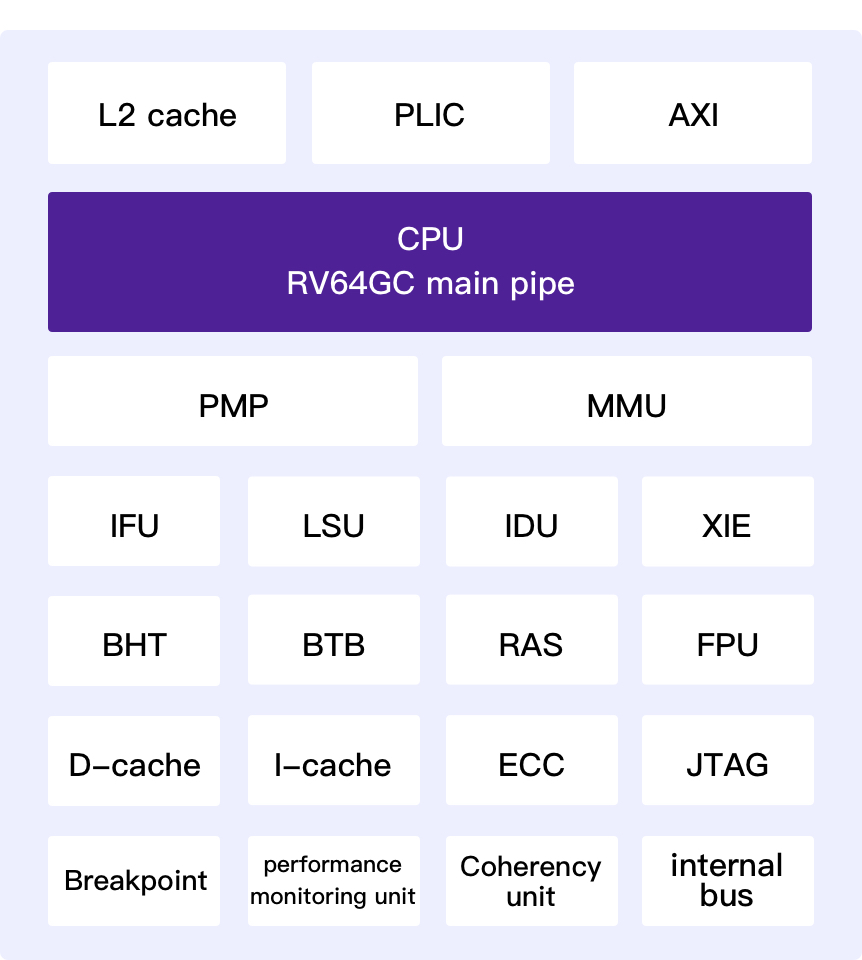 L2 cache
PLIC
AXI
CPU
RV64GC main pipe
PMP
MMU
IFU
LSU
IDU
XIE
BHT
BTB
RAS
FPU
D–cache
I–cache
ECC
JTAG
Breakpoint
performance
monitoring unit
Coherency
unit
internal
bus